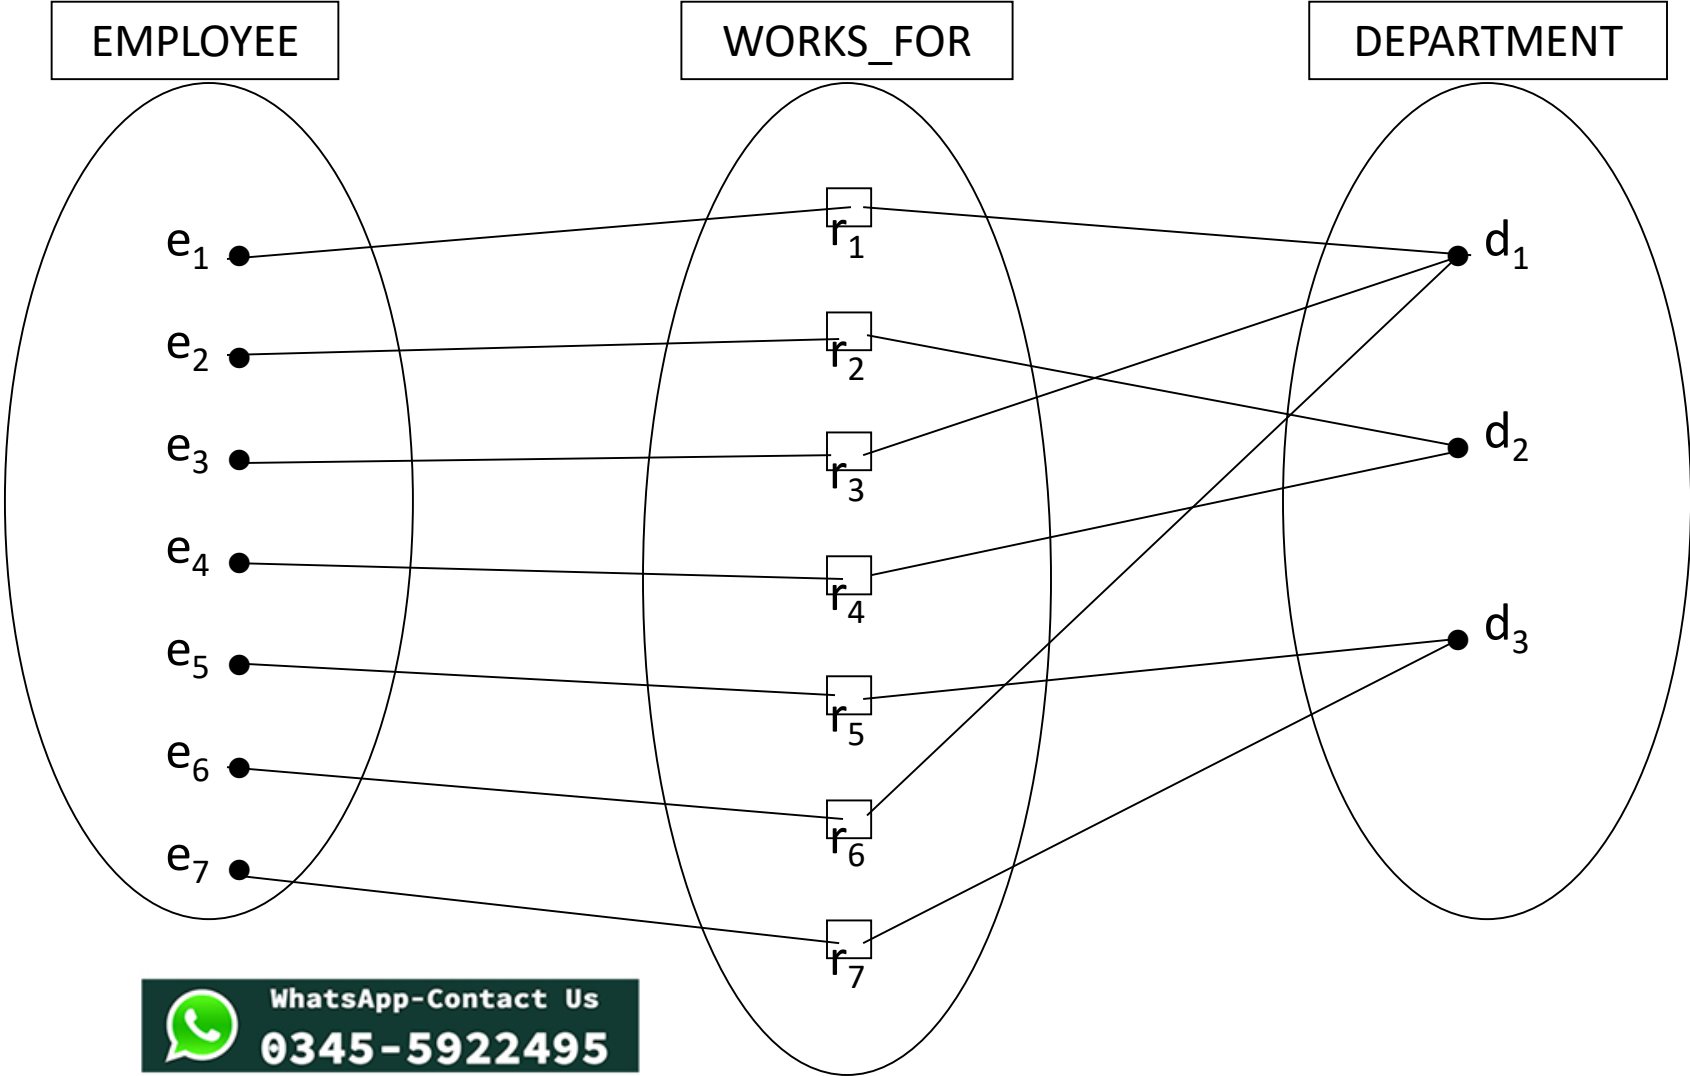 EMPLOYEE WORKS_FOR DEPARTMENT
e1 r1 d1
e2 r2
e3 r3 d2
e4 r4
e5 r5 d3
e6 r6
e7 r7
WhatsApp-Contact Us
0345-5922495